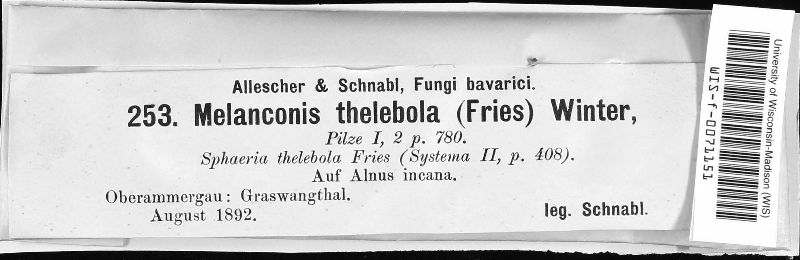 Allescher & Schnabl, Fungi bavarici.
253. Melanconis thelebola (Fries) Winter,
Pilze I, 2 p. 780.
Sphaeria thelebola Fries (Systema II, p. 408).
Auf Alnus incana.
Oberammergau: Graswangthal.
August 1892.
leg. Schnabl.
University of Wisconsin-Madison (WIS)
WIS-f-0071151